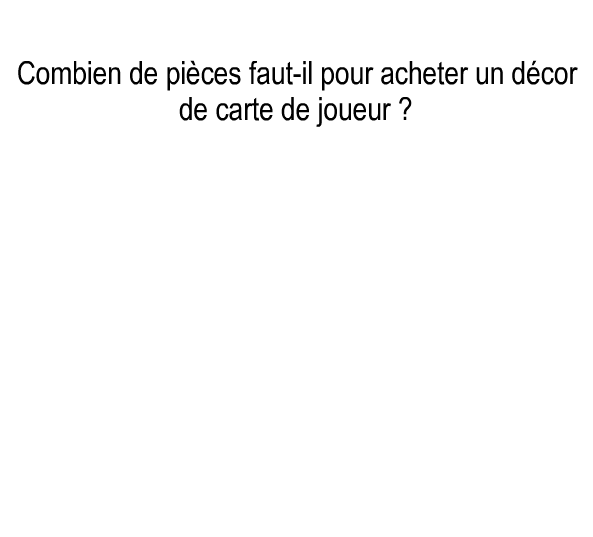 Combien de pièces faut-il pour acheter un décor
de carte de joueur ?